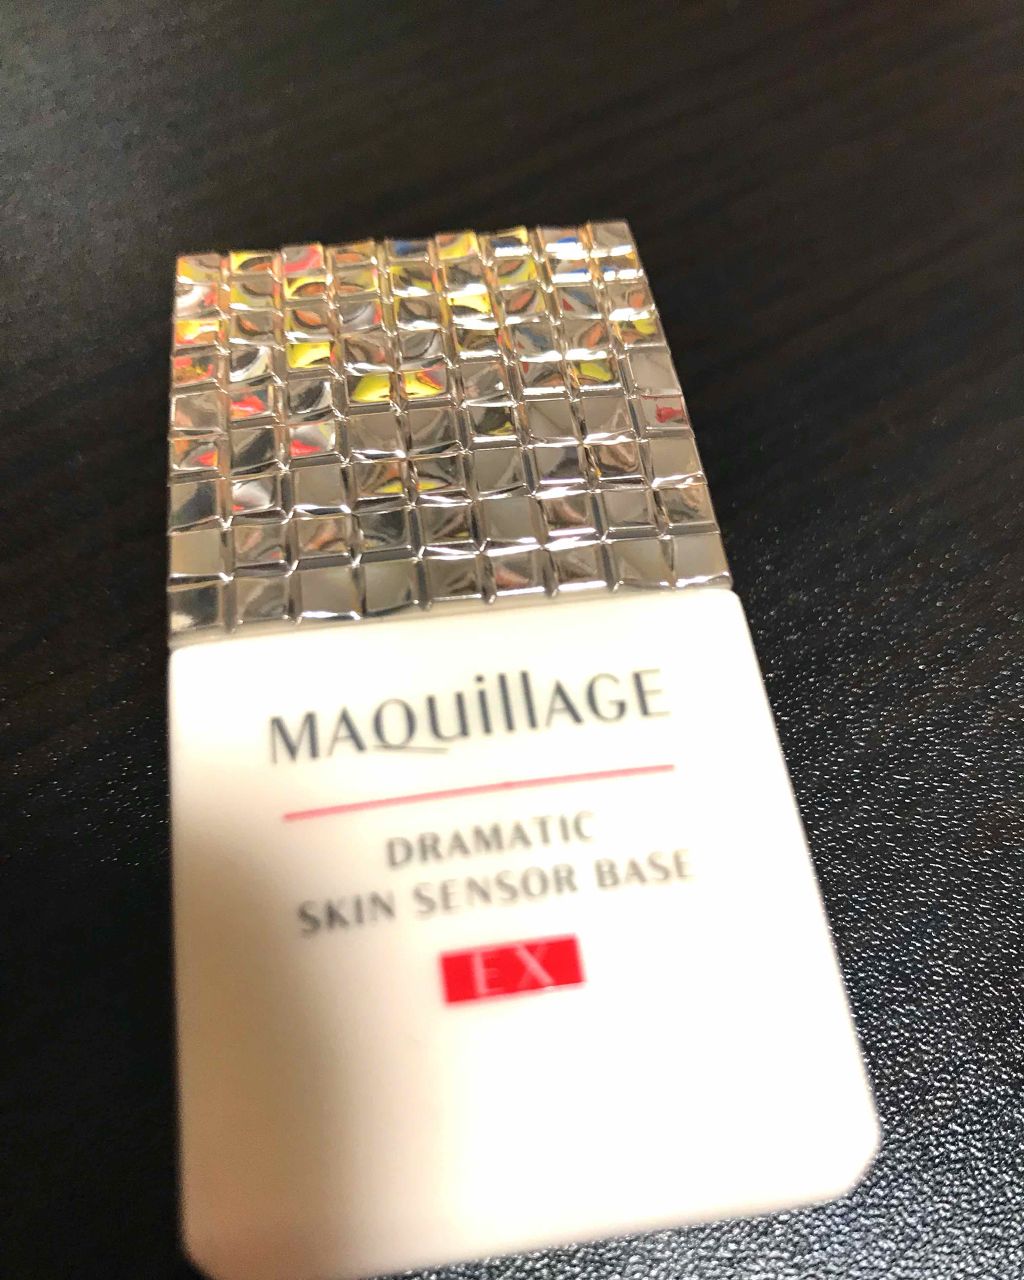 MAQuillAGE
DRAMATIC
SKIN SENSOR BASE
EX